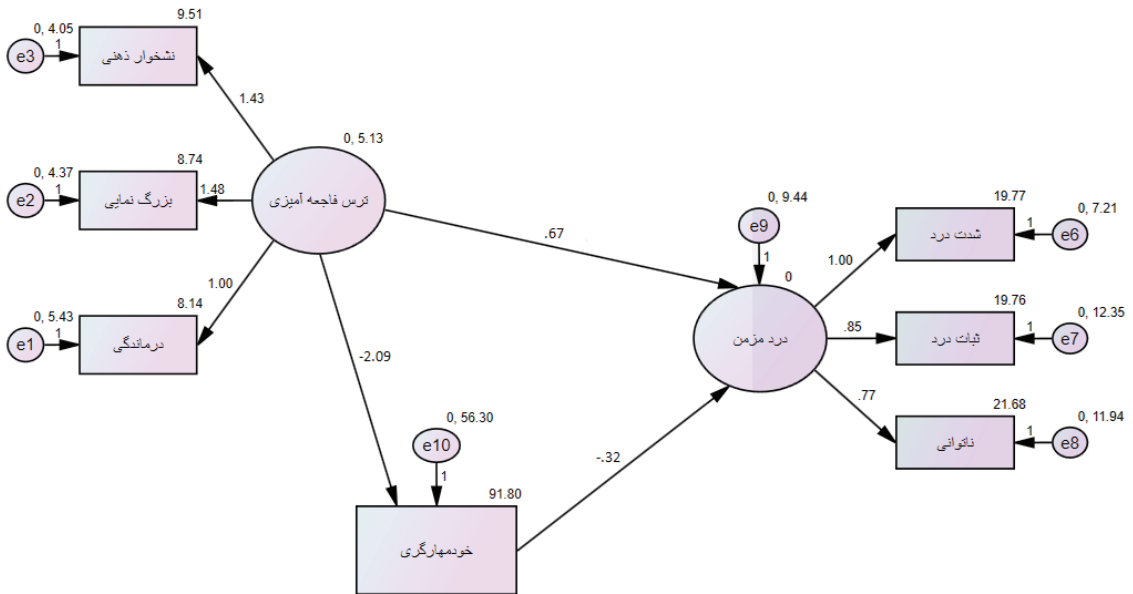 0, 4.05
9.51
e3
1
نشخوار ذهنی
1.43
0, 4.37
8.74
e2
1
بزرگ نمایی
1.48
0, 5.13
ترس فاجعه آمیزی
1.00
0, 5.43
8.14
e1
1
درماندگی
-2.09
.67
0, 56.30
e10
1
91.80
خودمهارگری
-.32
0, 9.44
e9
1
0
درد مزمن
1.00
19.77
0, 7.21
شدت درد
1
e6
.85
19.76
0, 12.35
ثبات درد
1
e7
.77
21.68
0, 11.94
ناتوانی
1
e8